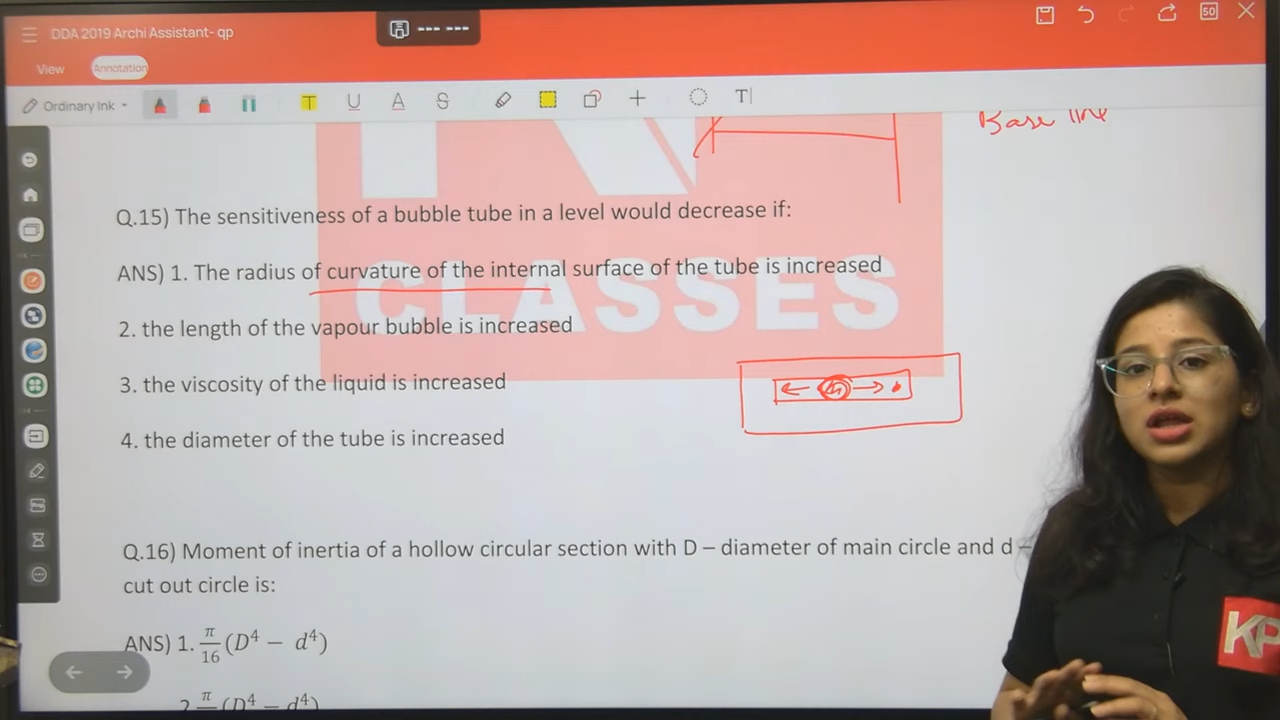 DDA 2019 Archi Assistant- qp
50
View
Annotation
Ordinary Ink
T U A S T
Base line
Q.15) The sensitiveness of a bubble tube in a level would decrease if:
ANS) 1. The radius of curvature of the internal surface of the tube is increased
CLASSES
2. the length of the vapour bubble is increased
3. the viscosity of the liquid is increased
4. the diameter of the tube is increased
Q.16) Moment of inertia of a hollow circular section with D – diameter of main circle and d –
cut out circle is:
ANS) 1. π/16 (D⁴ − d⁴)
2. π (D⁴ − d⁴)
KP